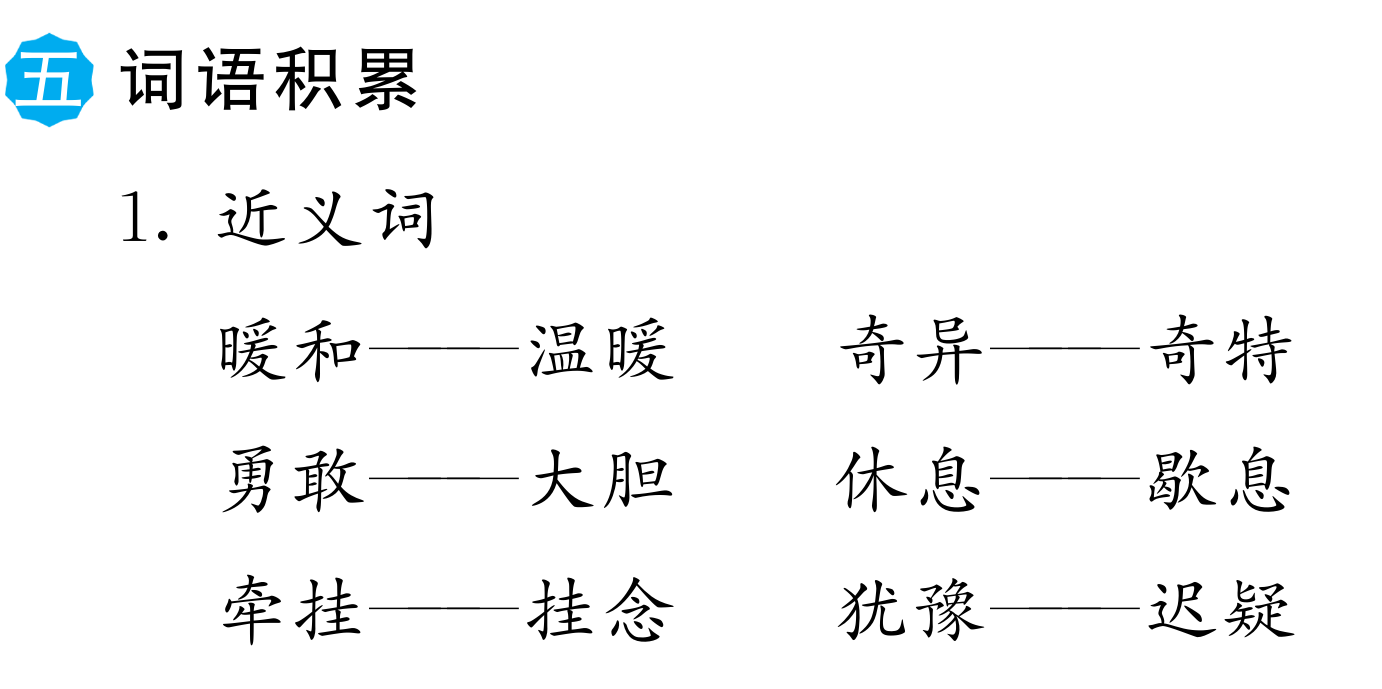 五 词语积累
1. 近义词
暖和——温暖 奇异——奇特
勇敢——大胆 休息——歇息
牵挂——挂念 犹豫——迟疑